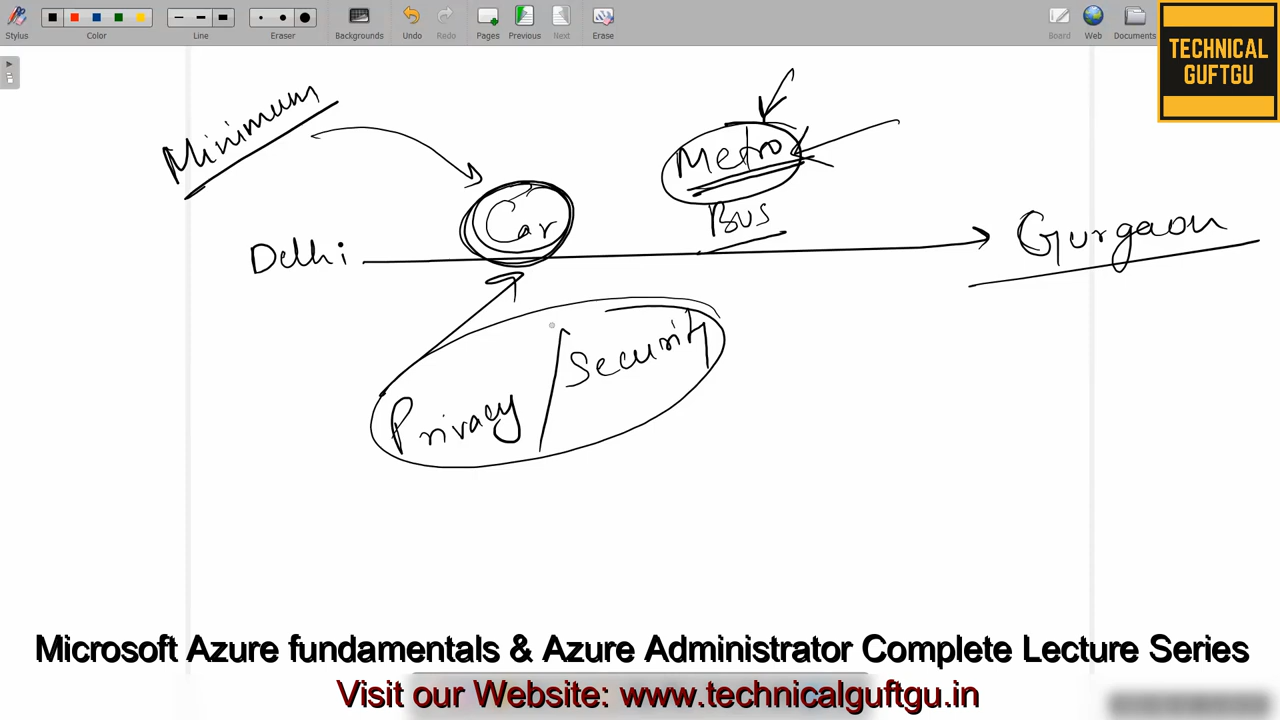 Stylus
Color
Line
Eraser
Backgrounds
Undo
Redo
Pages
Previous
Next
Erase
Board
Web
Documents
TECHNICAL
GUFTGU
Minimum
Metro
Car
Bus
Delhi
Gurgaon
Privacy / Security
Microsoft Azure fundamentals & Azure Administrator Complete Lecture Series
Visit our Website: www.technicalguftgu.in